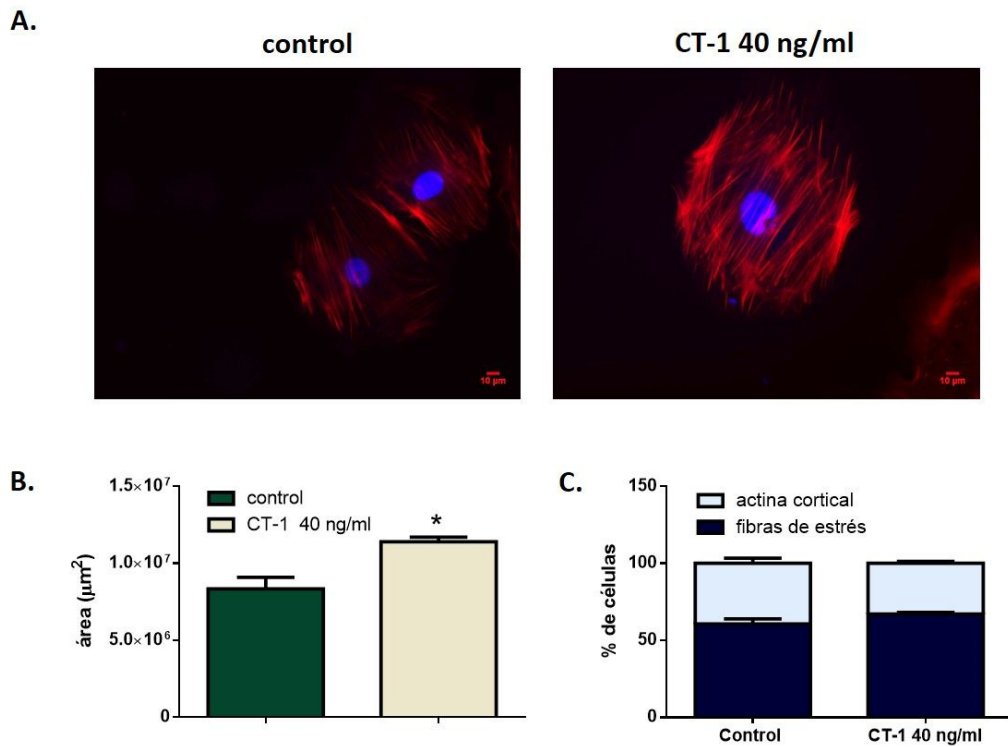 A.
control
CT-1 40 ng/ml
10 µm
10 µm
B.
1.5×10⁷
1.0×10⁷
5.0×10⁶
0
área (µm²)
control
CT-1 40 ng/ml
*
C.
150
100
50
0
% de células
actina cortical
fibras de estrés
Control
CT-1 40 ng/ml